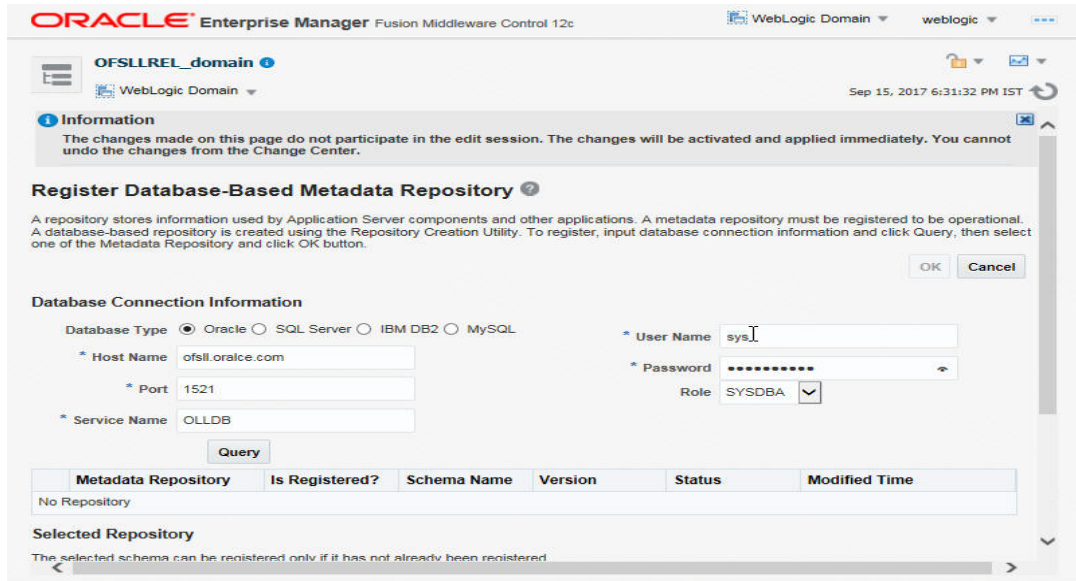 ORACLE Enterprise Manager Fusion Middleware Control 12c
WebLogic Domain weblogic
OFSLLREL_domain
WebLogic Domain
Sep 15, 2017 6:31:32 PM IST
Information
The changes made on this page do not participate in the edit session. The changes will be activated and applied immediately. You cannot
undo the changes from the Change Center.
Register Database-Based Metadata Repository
A repository stores information used by Application Server components and other applications. A metadata repository must be registered to be operational.
A database-based repository is created using the Repository Creation Utility. To register, input database connection information and click Query, then select
one of the Metadata Repository and click OK button.
OK Cancel
Database Connection Information
Database Type Oracle SQL Server IBM DB2 MySQL
* Host Name ofsll.oralce.com
* Port 1521
* Service Name OLLDB
* User Name sys
* Password ••••••••••
Role SYSDBA
Query
Metadata Repository Is Registered? Schema Name Version Status Modified Time
No Repository
Selected Repository
The selected schema can be registered only if it has not already been registered